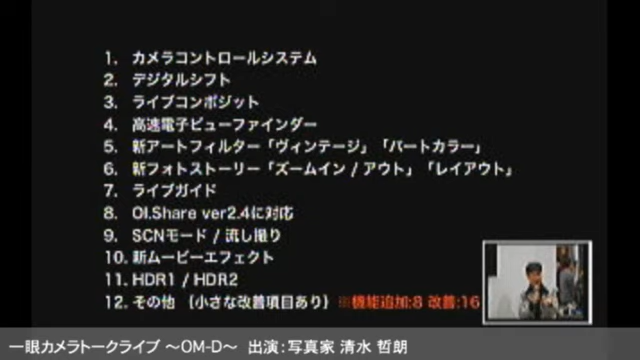 1. カメラコントロールシステム
2. デジタルシフト
3. ライブコンポジット
4. 高速電子ビューファインダー
5. 新アートフィルター「ヴィンテージ」「パートカラー」
6. 新フォトストーリー「ズームイン / アウト」「レイアウト」
7. ライブガイド
8. OI.Share ver2.4に対応
9. SCNモード / 流し撮り
10. 新ムービーエフェクト
11. HDR1 / HDR2
12. その他 (小さな改善項目あり) ※機能追加:8 改善:16
一眼カメラトークライブ ～OM-D～ 出演:写真家 清水 哲朗